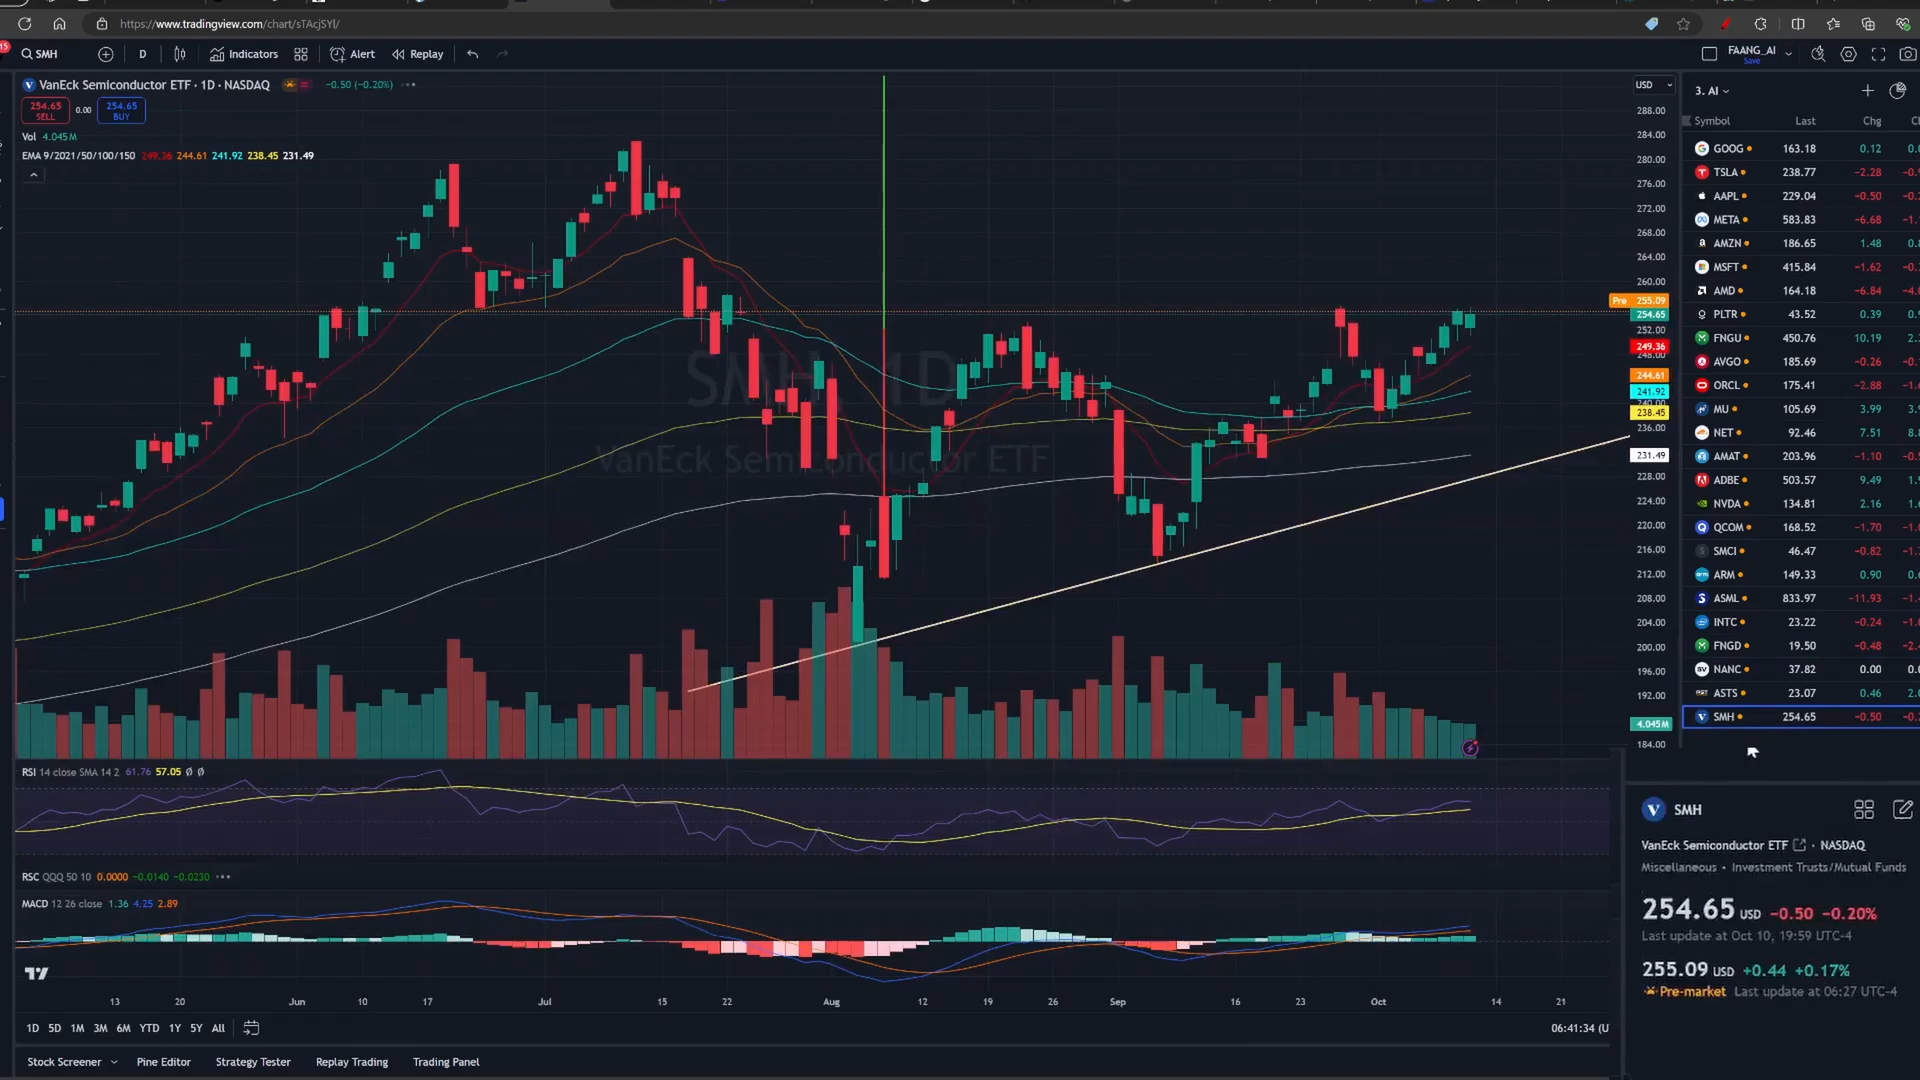 https://www.tradingview.com/chart/sTAcjSYl/
15
SMH
D
Indicators
Alert
Replay
FAANG_AI
Save
VanEck Semiconductor ETF · 1D · NASDAQ
−0.50 (−0.20%)
254.65
SELL
0.00
254.65
BUY
Vol 4.045M
EMA 9/2021/50/100/150 249.36 244.61 241.92 238.45 231.49
SMH, 1D
VanEck Semiconductor ETF
USD
288.00
284.00
280.00
276.00
272.00
268.00
264.00
260.00
Pre 255.09
254.65
252.00
249.36
248.00
244.61
241.92
240.00
238.45
236.00
231.49
228.00
224.00
220.00
216.00
212.00
208.00
204.00
200.00
196.00
192.00
4.045M
184.00
RSI 14 close SMA 14 2 61.76 57.05 Ø Ø
RSC QQQ 50 10 0.0000 −0.0140 −0.0230
MACD 12 26 close 1.36 4.25 2.89
13 20 Jun 10 17 Jul 15 22 Aug 12 19 26 Sep 16 23 Oct 14 21
1D 5D 1M 3M 6M YTD 1Y 5Y All
06:41:34 (U
Stock Screener
Pine Editor
Strategy Tester
Replay Trading
Trading Panel
3. AI
Symbol Last Chg
GOOG 163.18 0.12
TSLA 238.77 −2.28
AAPL 229.04 −0.50
META 583.83 −6.68
AMZN 186.65 1.48
MSFT 415.84 −1.62
AMD 164.18 −6.84
PLTR 43.52 0.39
FNGU 450.76 10.19
AVGO 185.69 −0.26
ORCL 175.41 −2.88
MU 105.69 3.99
NET 92.46 7.51
AMAT 203.96 −1.10
ADBE 503.57 9.49
NVDA 134.81 2.16
QCOM 168.52 −1.70
SMCI 46.47 −0.82
ARM 149.33 0.90
ASML 833.97 −11.93
INTC 23.22 −0.24
FNGD 19.50 −0.48
NANC 37.82 0.00
ASTS 23.07 0.46
SMH 254.65 −0.50
SMH
VanEck Semiconductor ETF · NASDAQ
Miscellaneous • Investment Trusts/Mutual Funds
254.65 USD −0.50 −0.20%
Last update at Oct 10, 19:59 UTC-4
255.09 USD +0.44 +0.17%
Pre-market Last update at 06:27 UTC-4